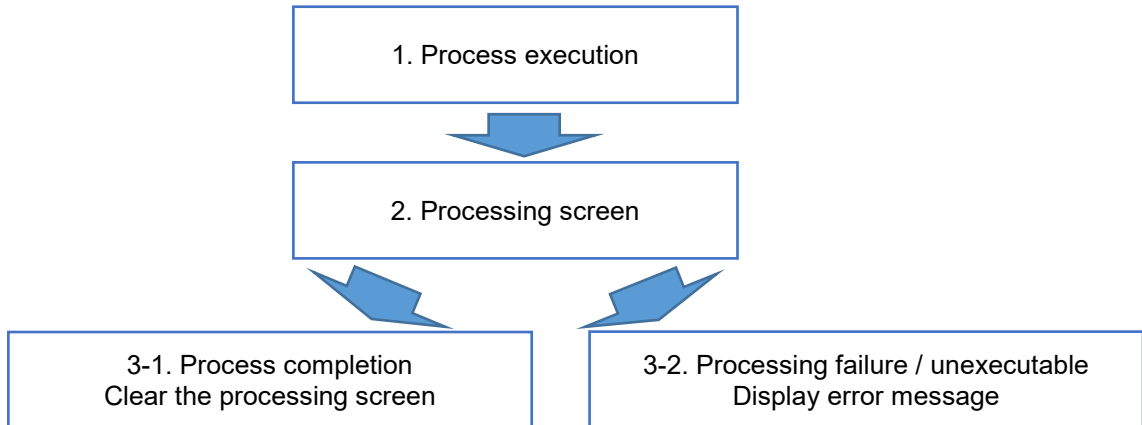 1. Process execution
2. Processing screen
3-1. Process completion
Clear the processing screen
3-2. Processing failure / unexecutable
Display error message